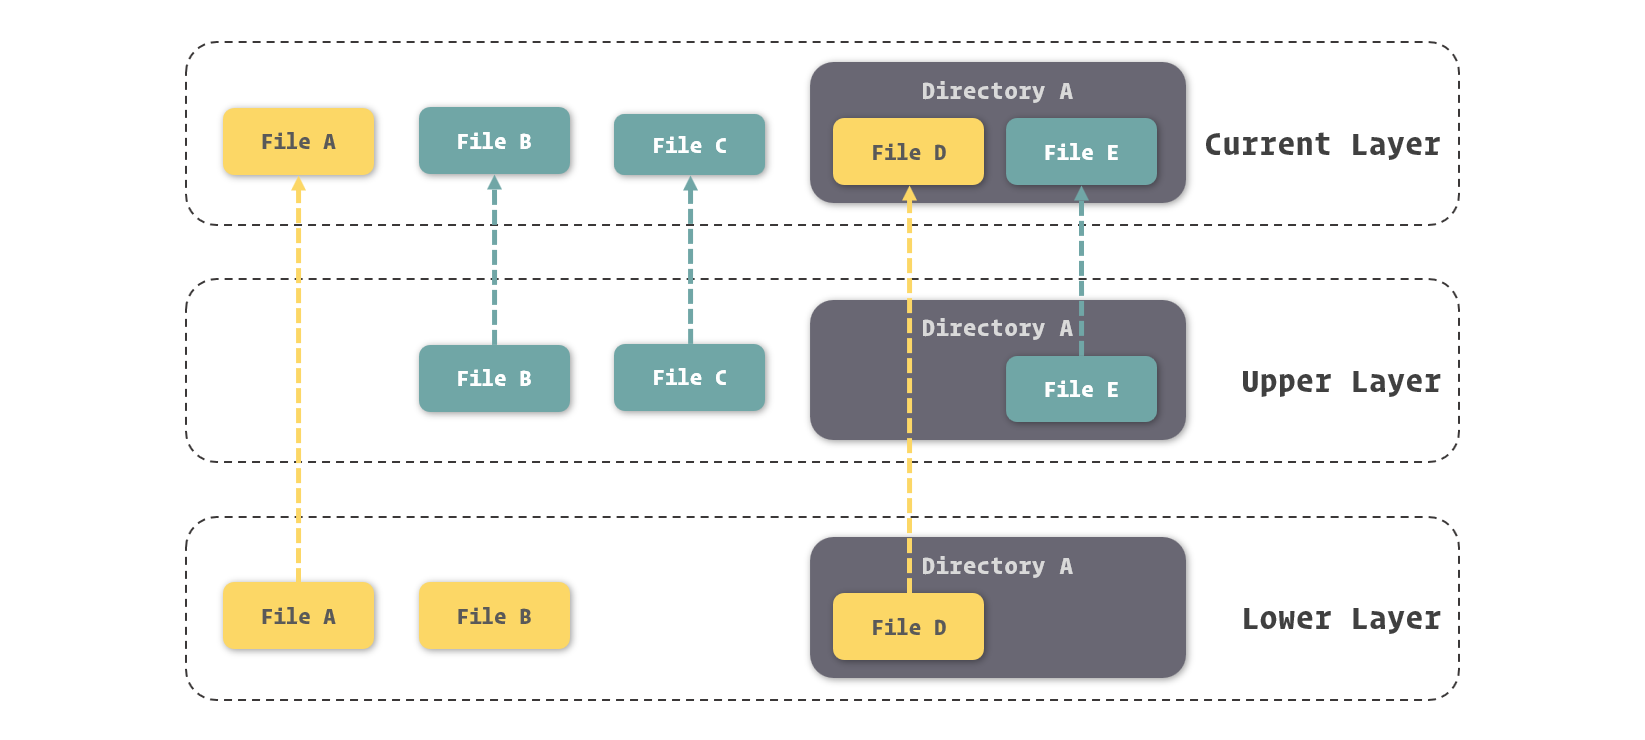 Directory A
File A
File B
File C
File D
File E
Current Layer
Directory A
File B
File C
File E
Upper Layer
Directory A
File A
File B
File D
Lower Layer